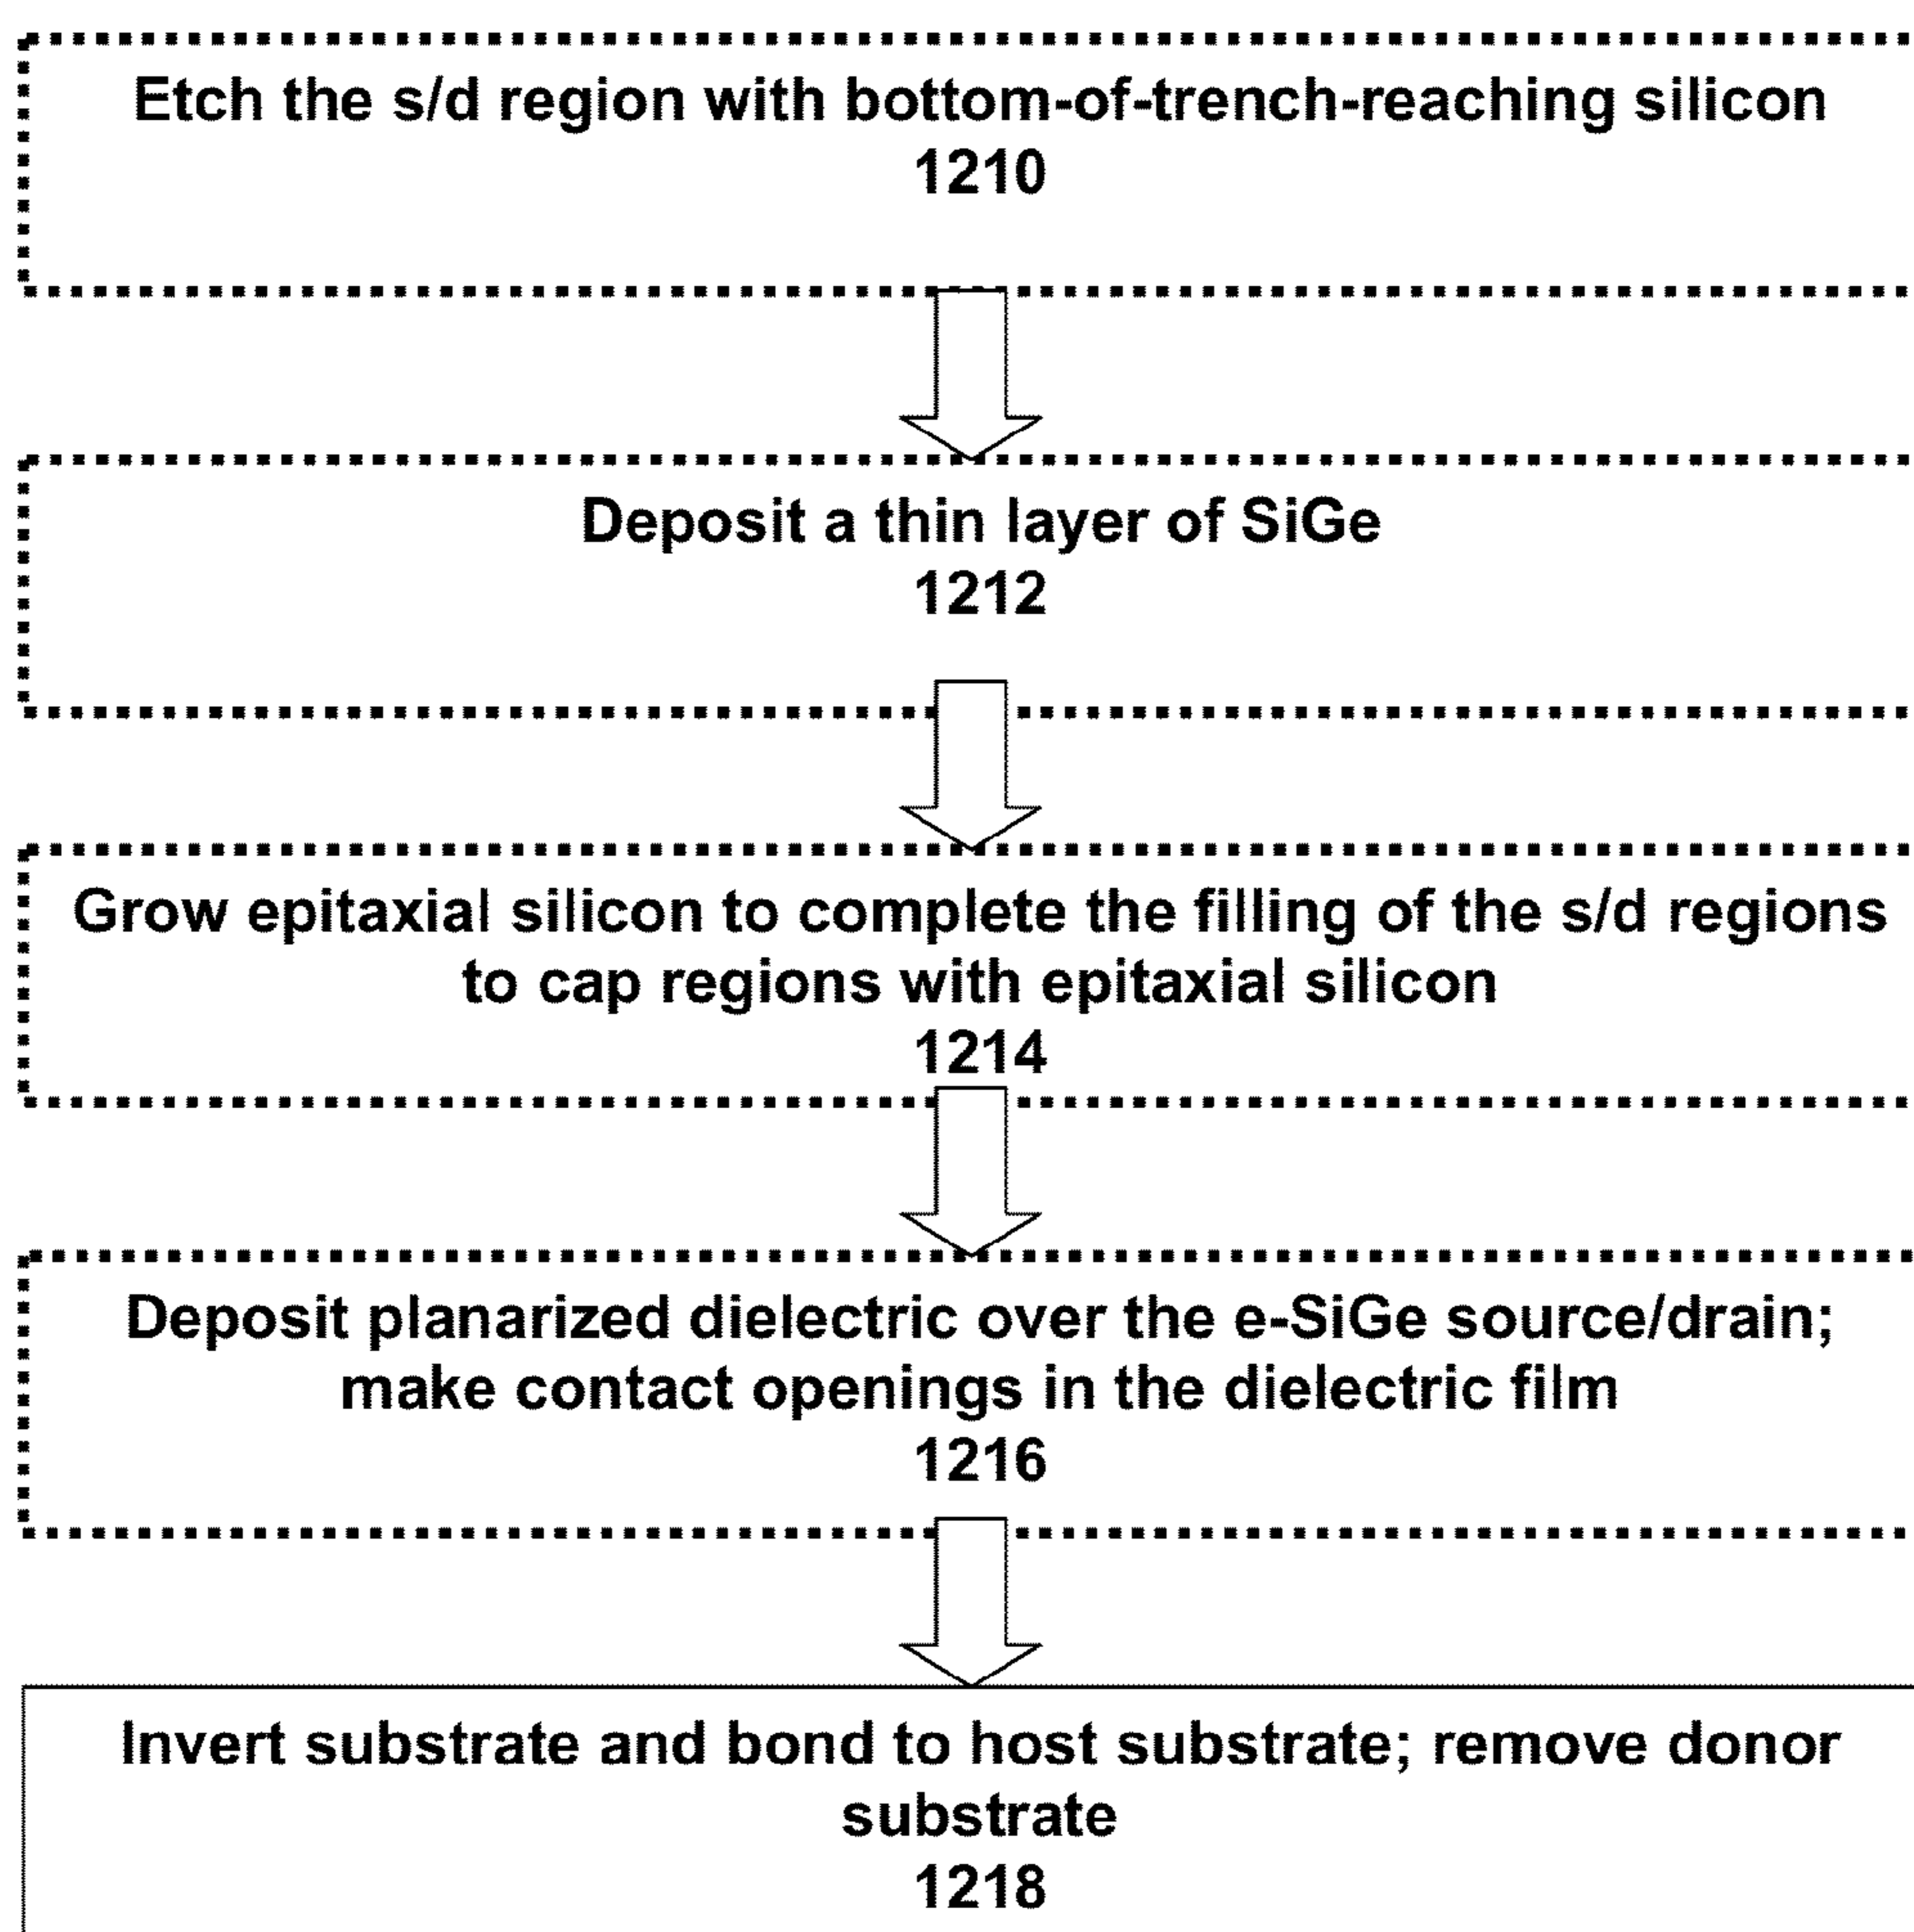 Etch the s/d region with bottom-of-trench-reaching silicon
1210
Deposit a thin layer of SiGe
1212
Grow epitaxial silicon to complete the filling of the s/d regions
to cap regions with epitaxial silicon
1214
Deposit planarized dielectric over the e-SiGe source/drain;
make contact openings in the dielectric film
1216
Invert substrate and bond to host substrate; remove donor
substrate
1218